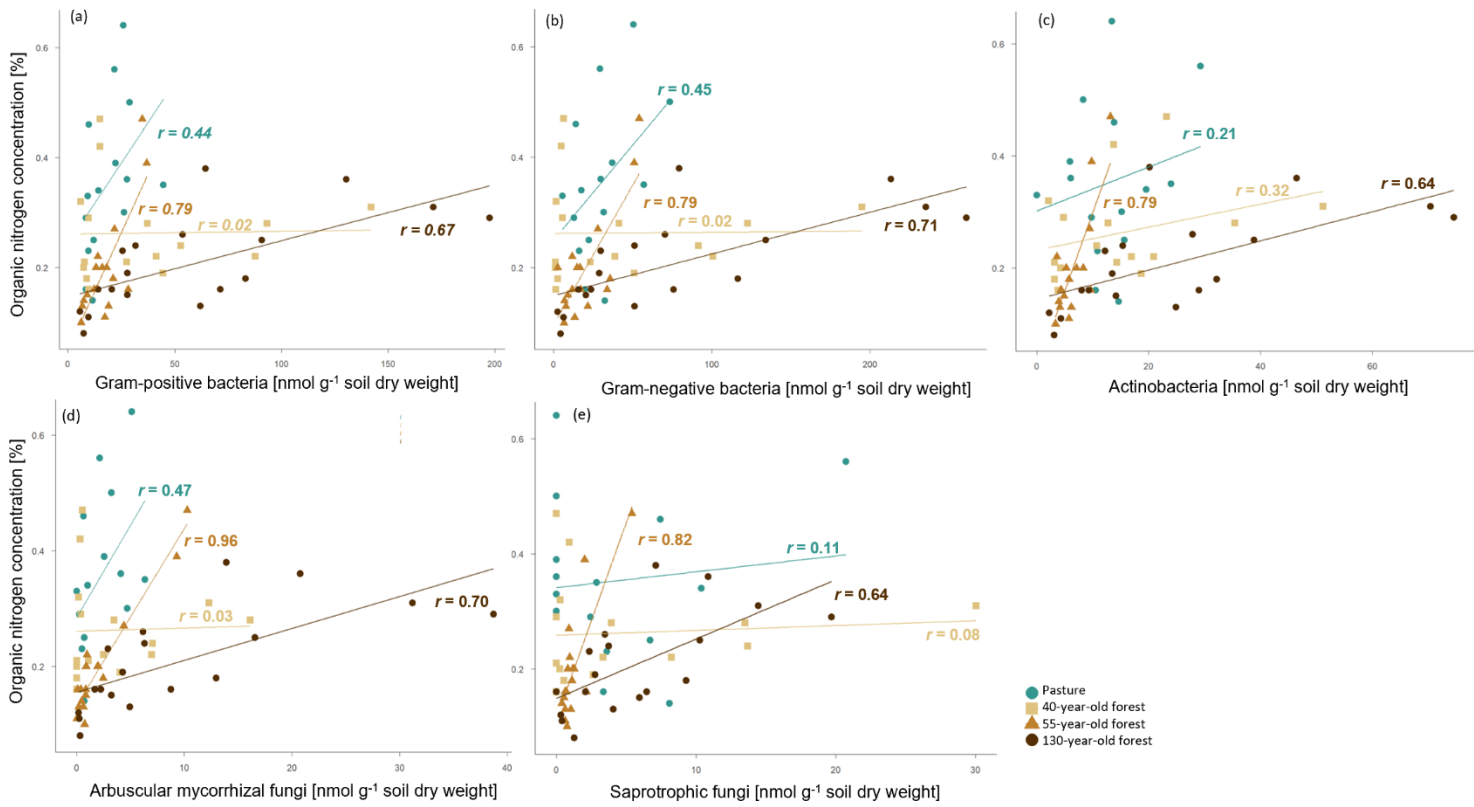 (a)
Organic nitrogen concentration [%]
0.6
0.4
0.2
r = 0.44
r = 0.79
r = 0.02
r = 0.67
0
50
100
150
200
Gram-positive bacteria [nmol g-1 soil dry weight]
(b)
0.6
0.4
0.2
r = 0.45
r = 0.79
r = 0.02
r = 0.71
0
100
200
Gram-negative bacteria [nmol g-1 soil dry weight]
(c)
0.6
0.4
0.2
r = 0.21
r = 0.32
r = 0.79
r = 0.64
0
20
40
60
Actinobacteria [nmol g-1 soil dry weight]
(d)
Organic nitrogen concentration [%]
0.6
0.4
0.2
r = 0.47
r = 0.96
r = 0.03
r = 0.70
0
10
20
30
40
Arbuscular mycorrhizal fungi [nmol g-1 soil dry weight]
(e)
0.6
0.4
0.2
r = 0.82
r = 0.11
r = 0.64
r = 0.08
0
10
20
30
Saprotrophic fungi [nmol g-1 soil dry weight]
Pasture
40-year-old forest
55-year-old forest
130-year-old forest